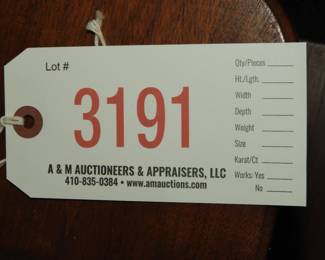 Lot #
3191
A & M AUCTIONEERS & APPRAISERS, LLC
410-835-0384 • www.amauctions.com
Qty/Pieces
Ht./Lgth.
Width
Depth
Weight
Size
Karat/Ct
Works: Yes
No